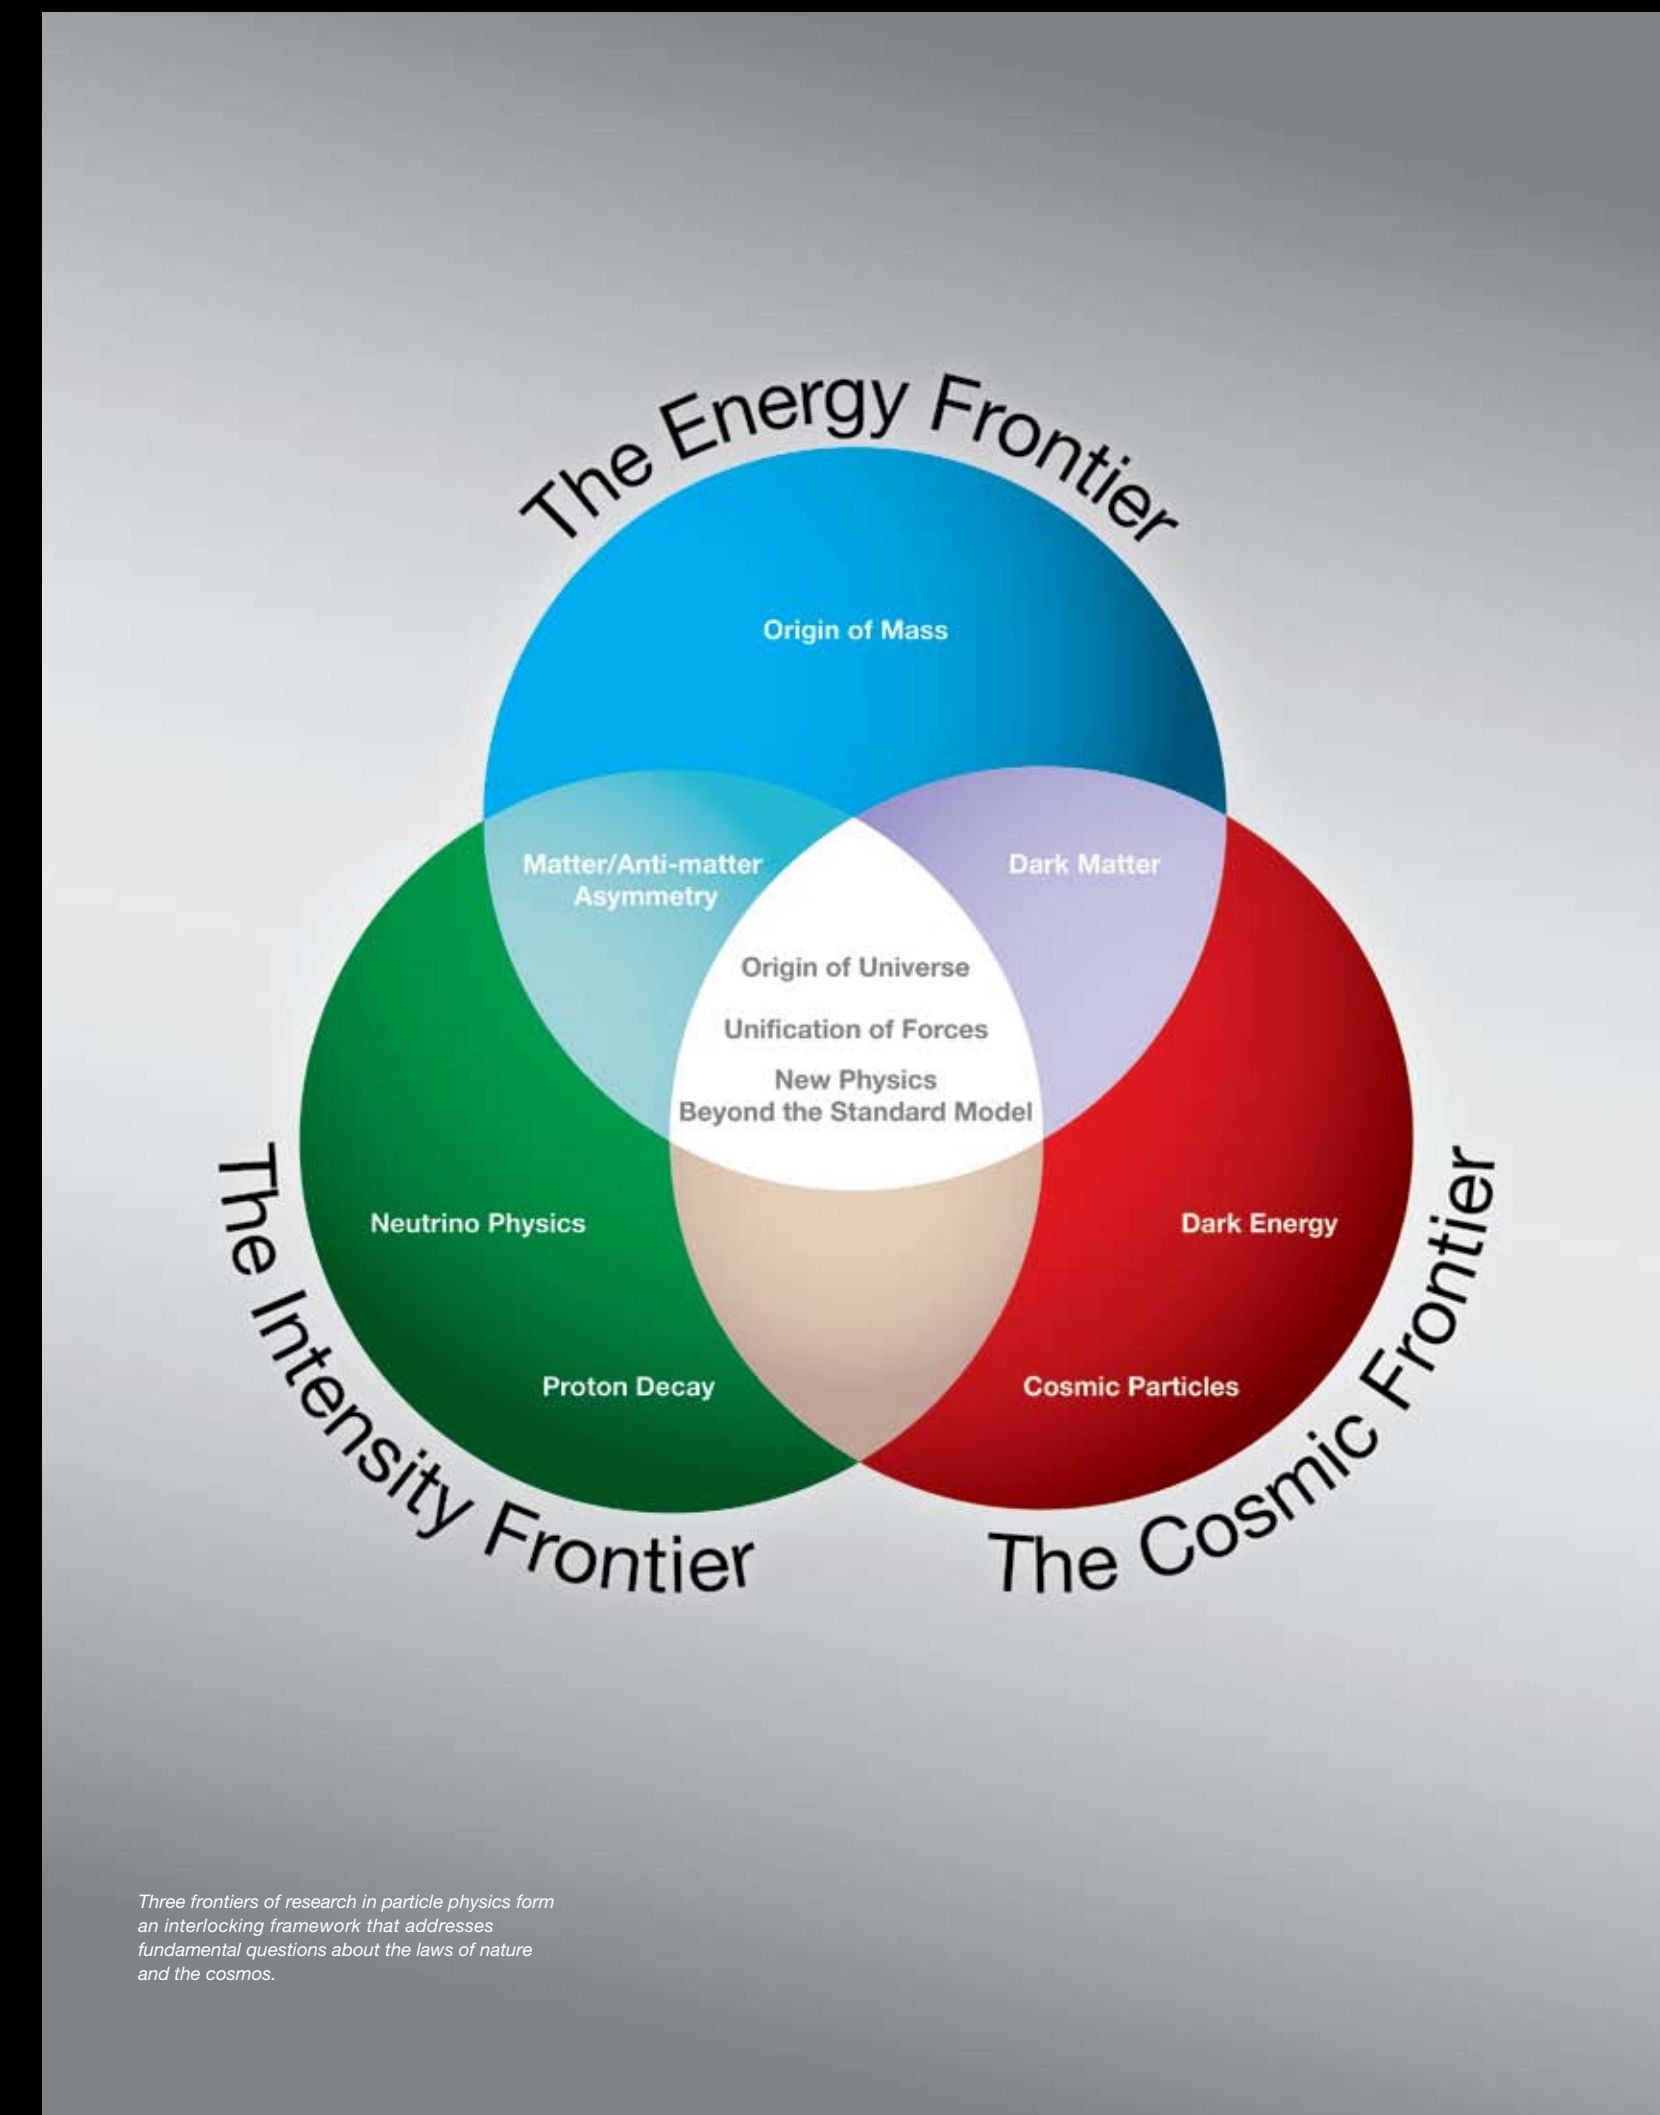 The Energy Frontier
Origin of Mass
Matter/Anti-matter
Asymmetry
Dark Matter
Origin of Universe
Unification of Forces
New Physics
Beyond the Standard Model
Neutrino Physics
Dark Energy
Proton Decay
Cosmic Particles
The Intensity Frontier
The Cosmic Frontier
Three frontiers of research in particle physics form
an interlocking framework that addresses
fundamental questions about the laws of nature
and the cosmos.